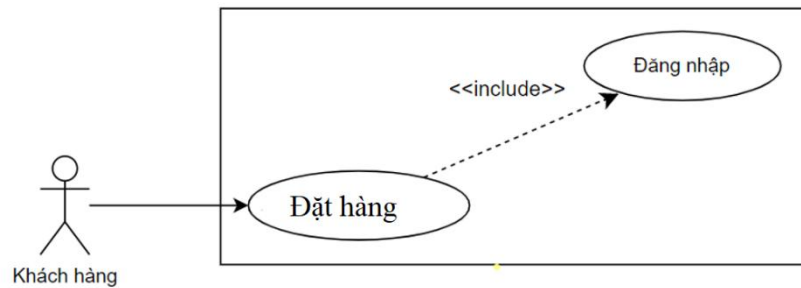 Đăng nhập
<<include>>
Đặt hàng
Khách hàng